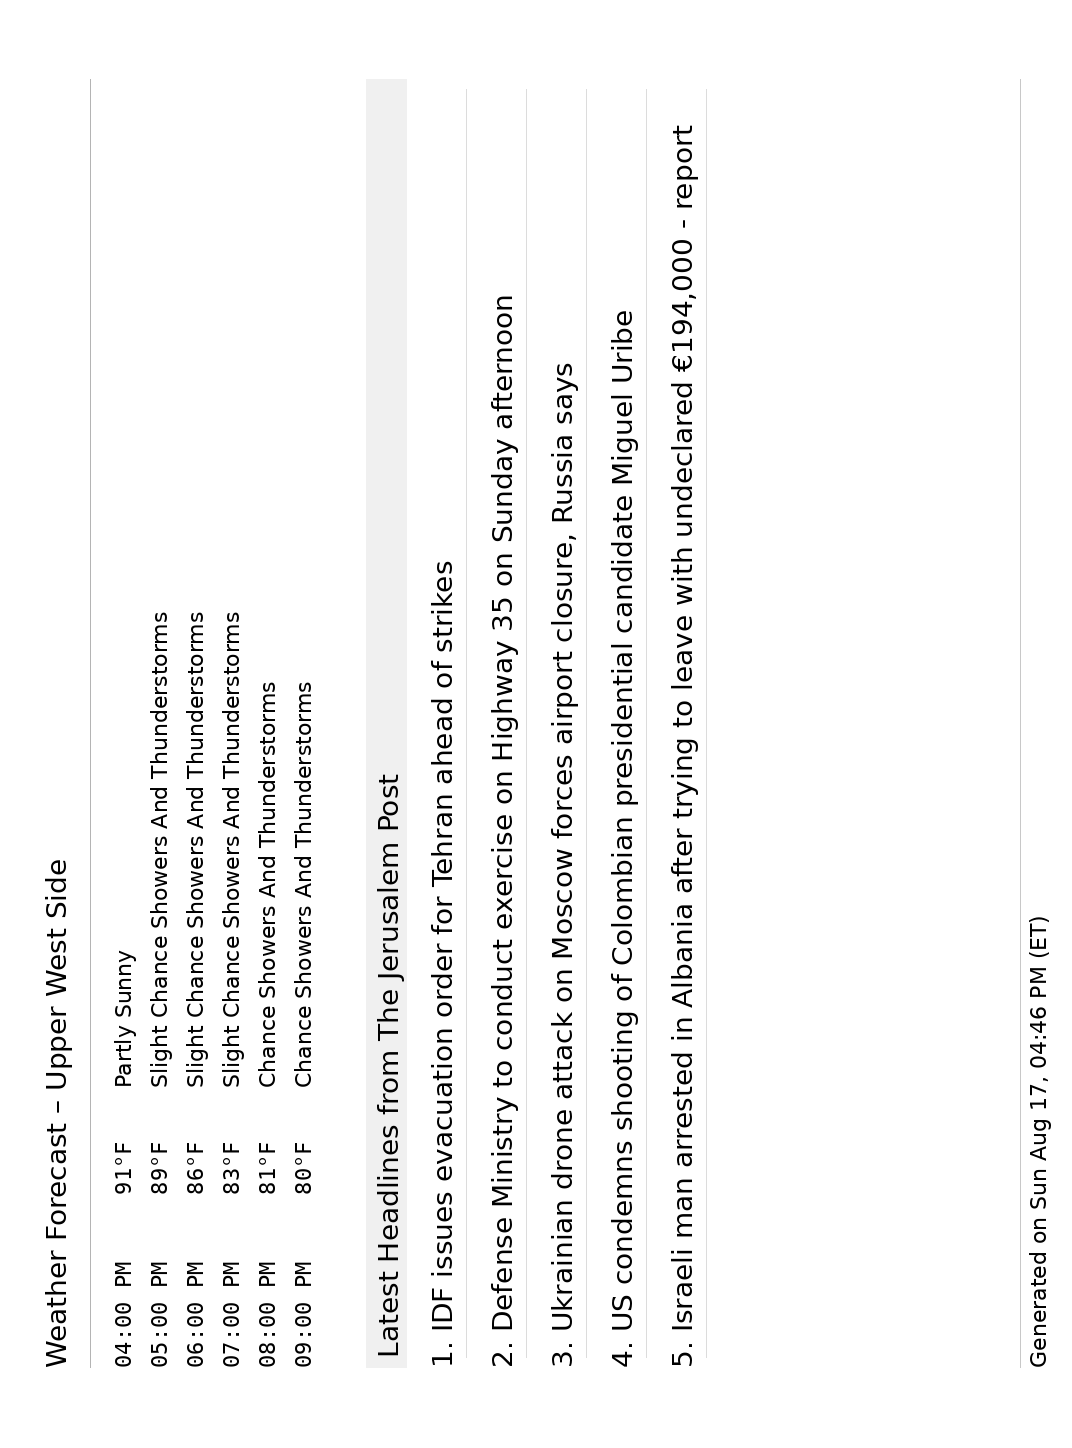 Weather Forecast – Upper West Side
04:00 PM 91°F Partly Sunny
05:00 PM 89°F Slight Chance Showers And Thunderstorms
06:00 PM 86°F Slight Chance Showers And Thunderstorms
07:00 PM 83°F Slight Chance Showers And Thunderstorms
08:00 PM 81°F Chance Showers And Thunderstorms
09:00 PM 80°F Chance Showers And Thunderstorms
Latest Headlines from The Jerusalem Post
1. IDF issues evacuation order for Tehran ahead of strikes
2. Defense Ministry to conduct exercise on Highway 35 on Sunday afternoon
3. Ukrainian drone attack on Moscow forces airport closure, Russia says
4. US condemns shooting of Colombian presidential candidate Miguel Uribe
5. Israeli man arrested in Albania after trying to leave with undeclared €194,000 - report
Generated on Sun Aug 17, 04:46 PM (ET)